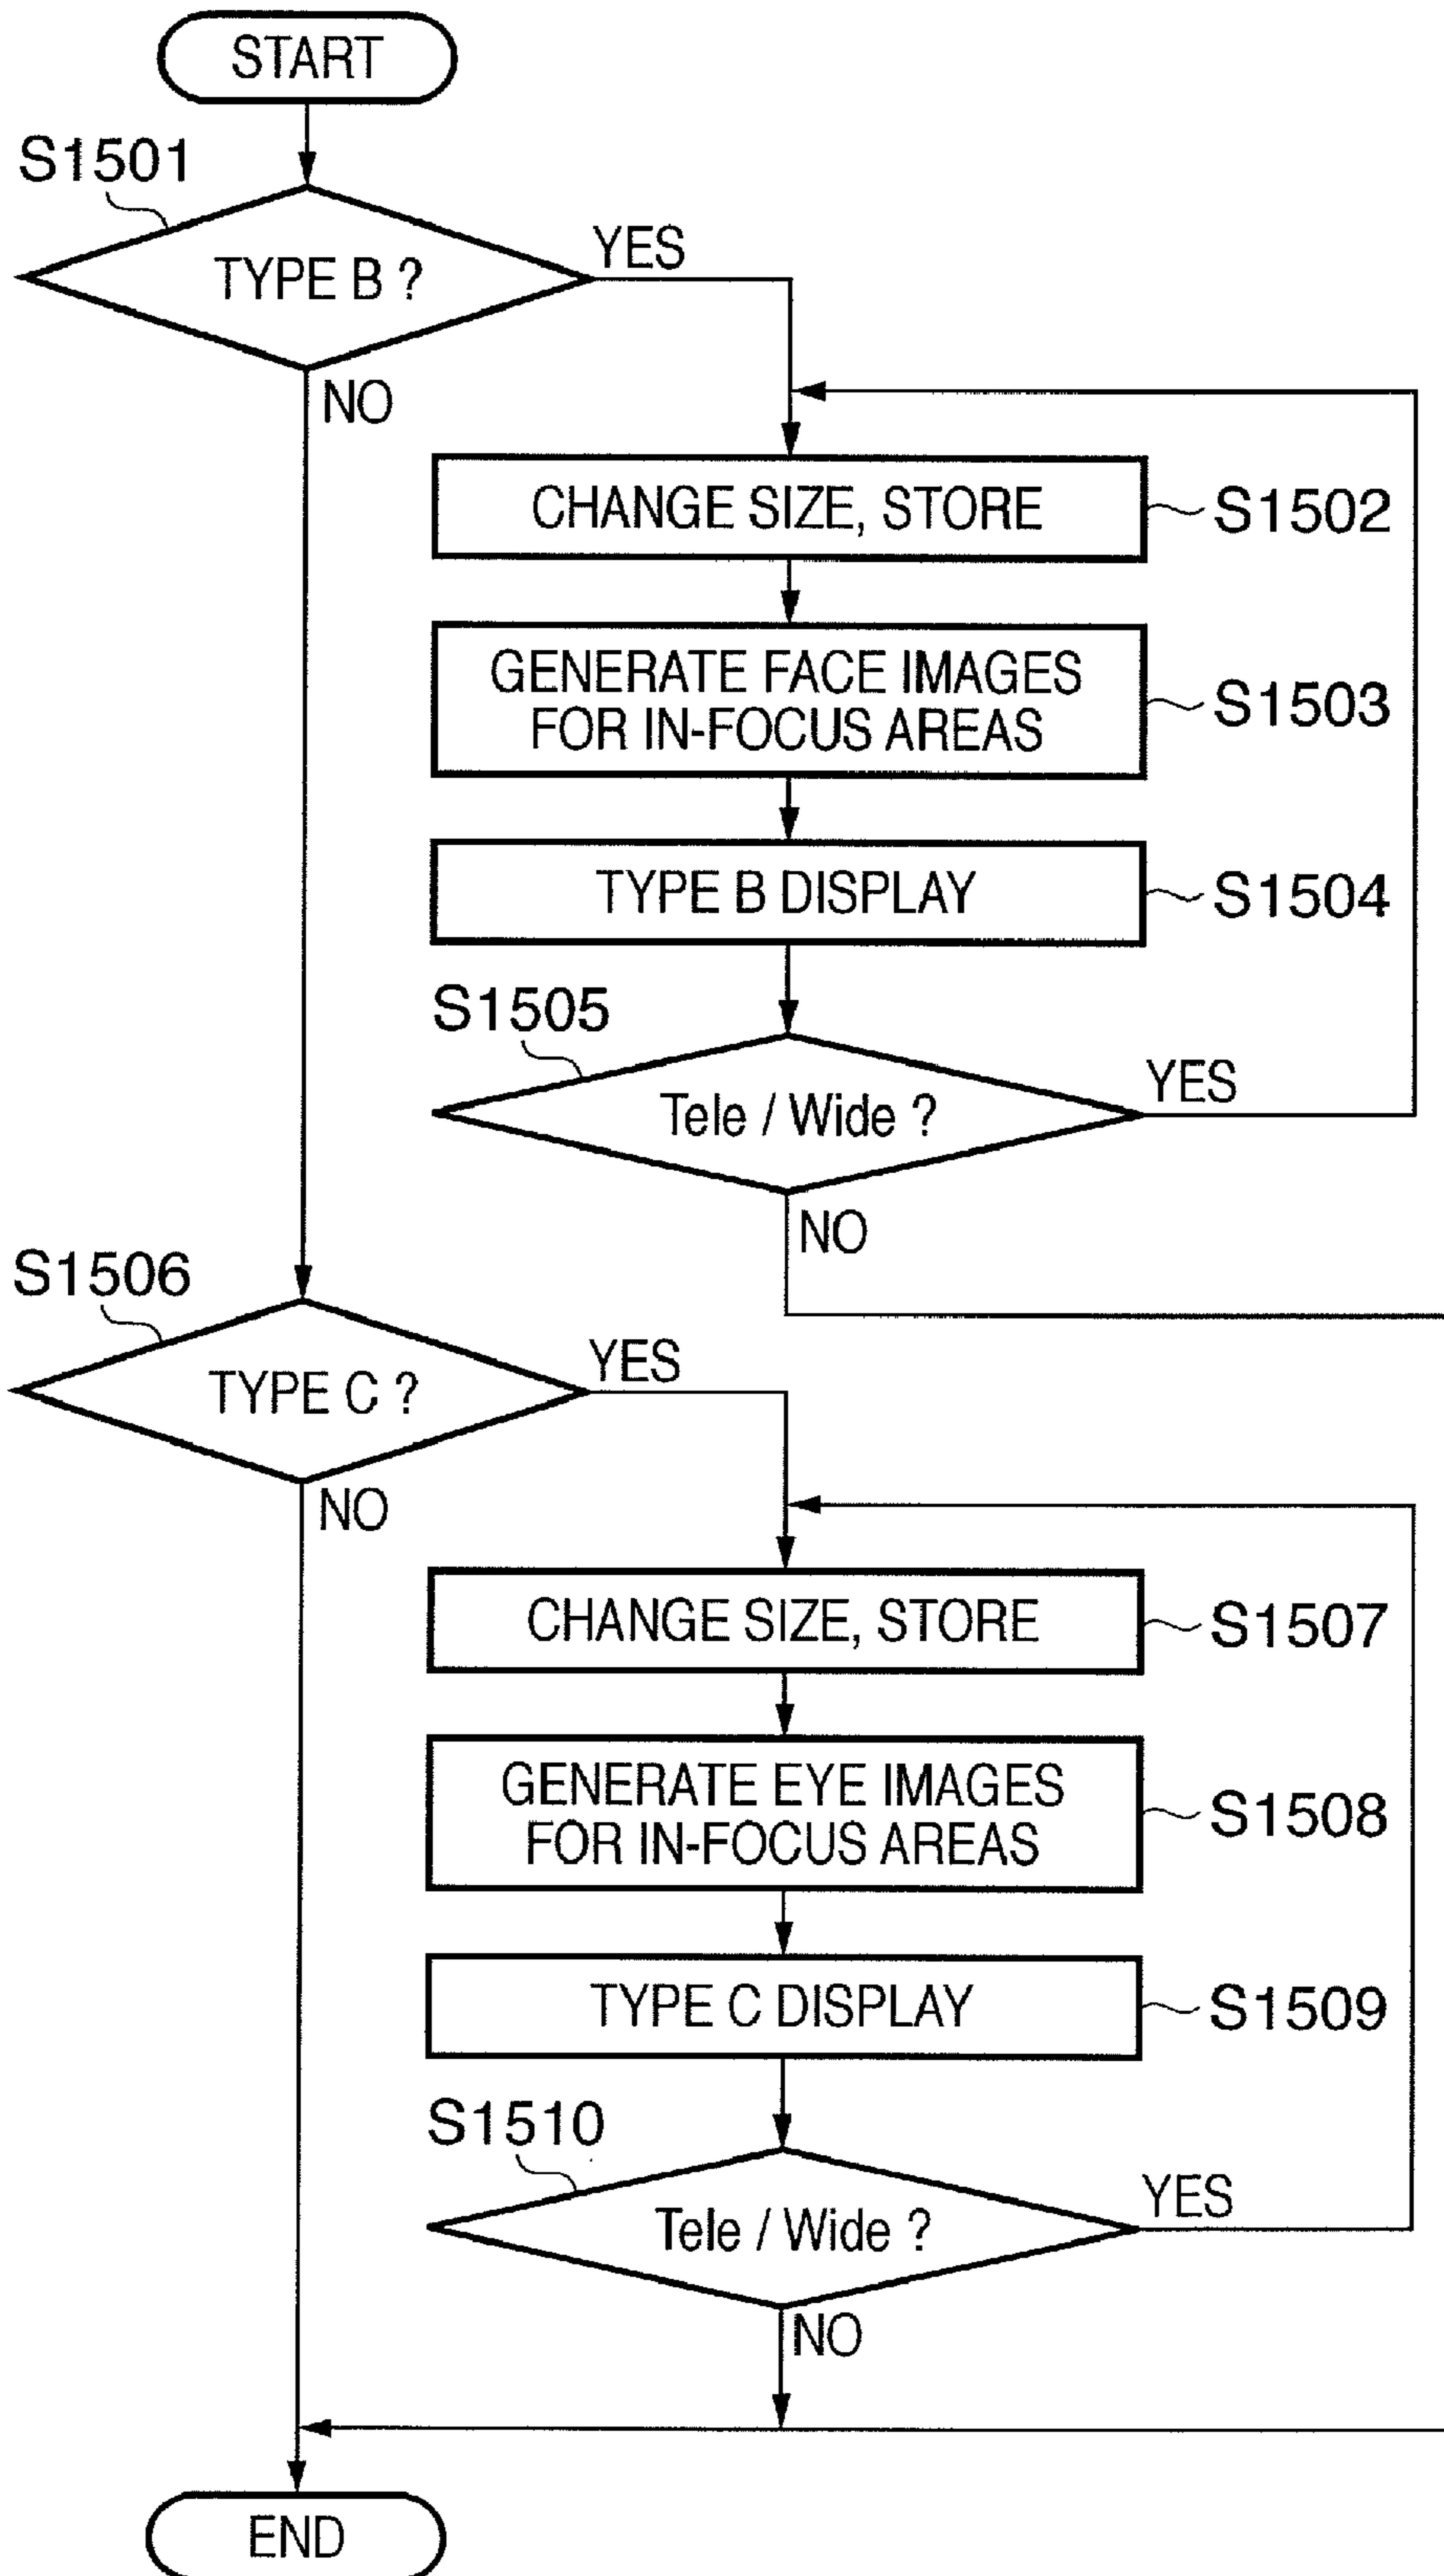 START
S1501
TYPE B ?
YES
NO
CHANGE SIZE, STORE
S1502
GENERATE FACE IMAGES
FOR IN-FOCUS AREAS
S1503
TYPE B DISPLAY
S1504
S1505
Tele / Wide ?
YES
NO
S1506
TYPE C ?
YES
NO
CHANGE SIZE, STORE
S1507
GENERATE EYE IMAGES
FOR IN-FOCUS AREAS
S1508
TYPE C DISPLAY
S1509
S1510
Tele / Wide ?
YES
NO
END